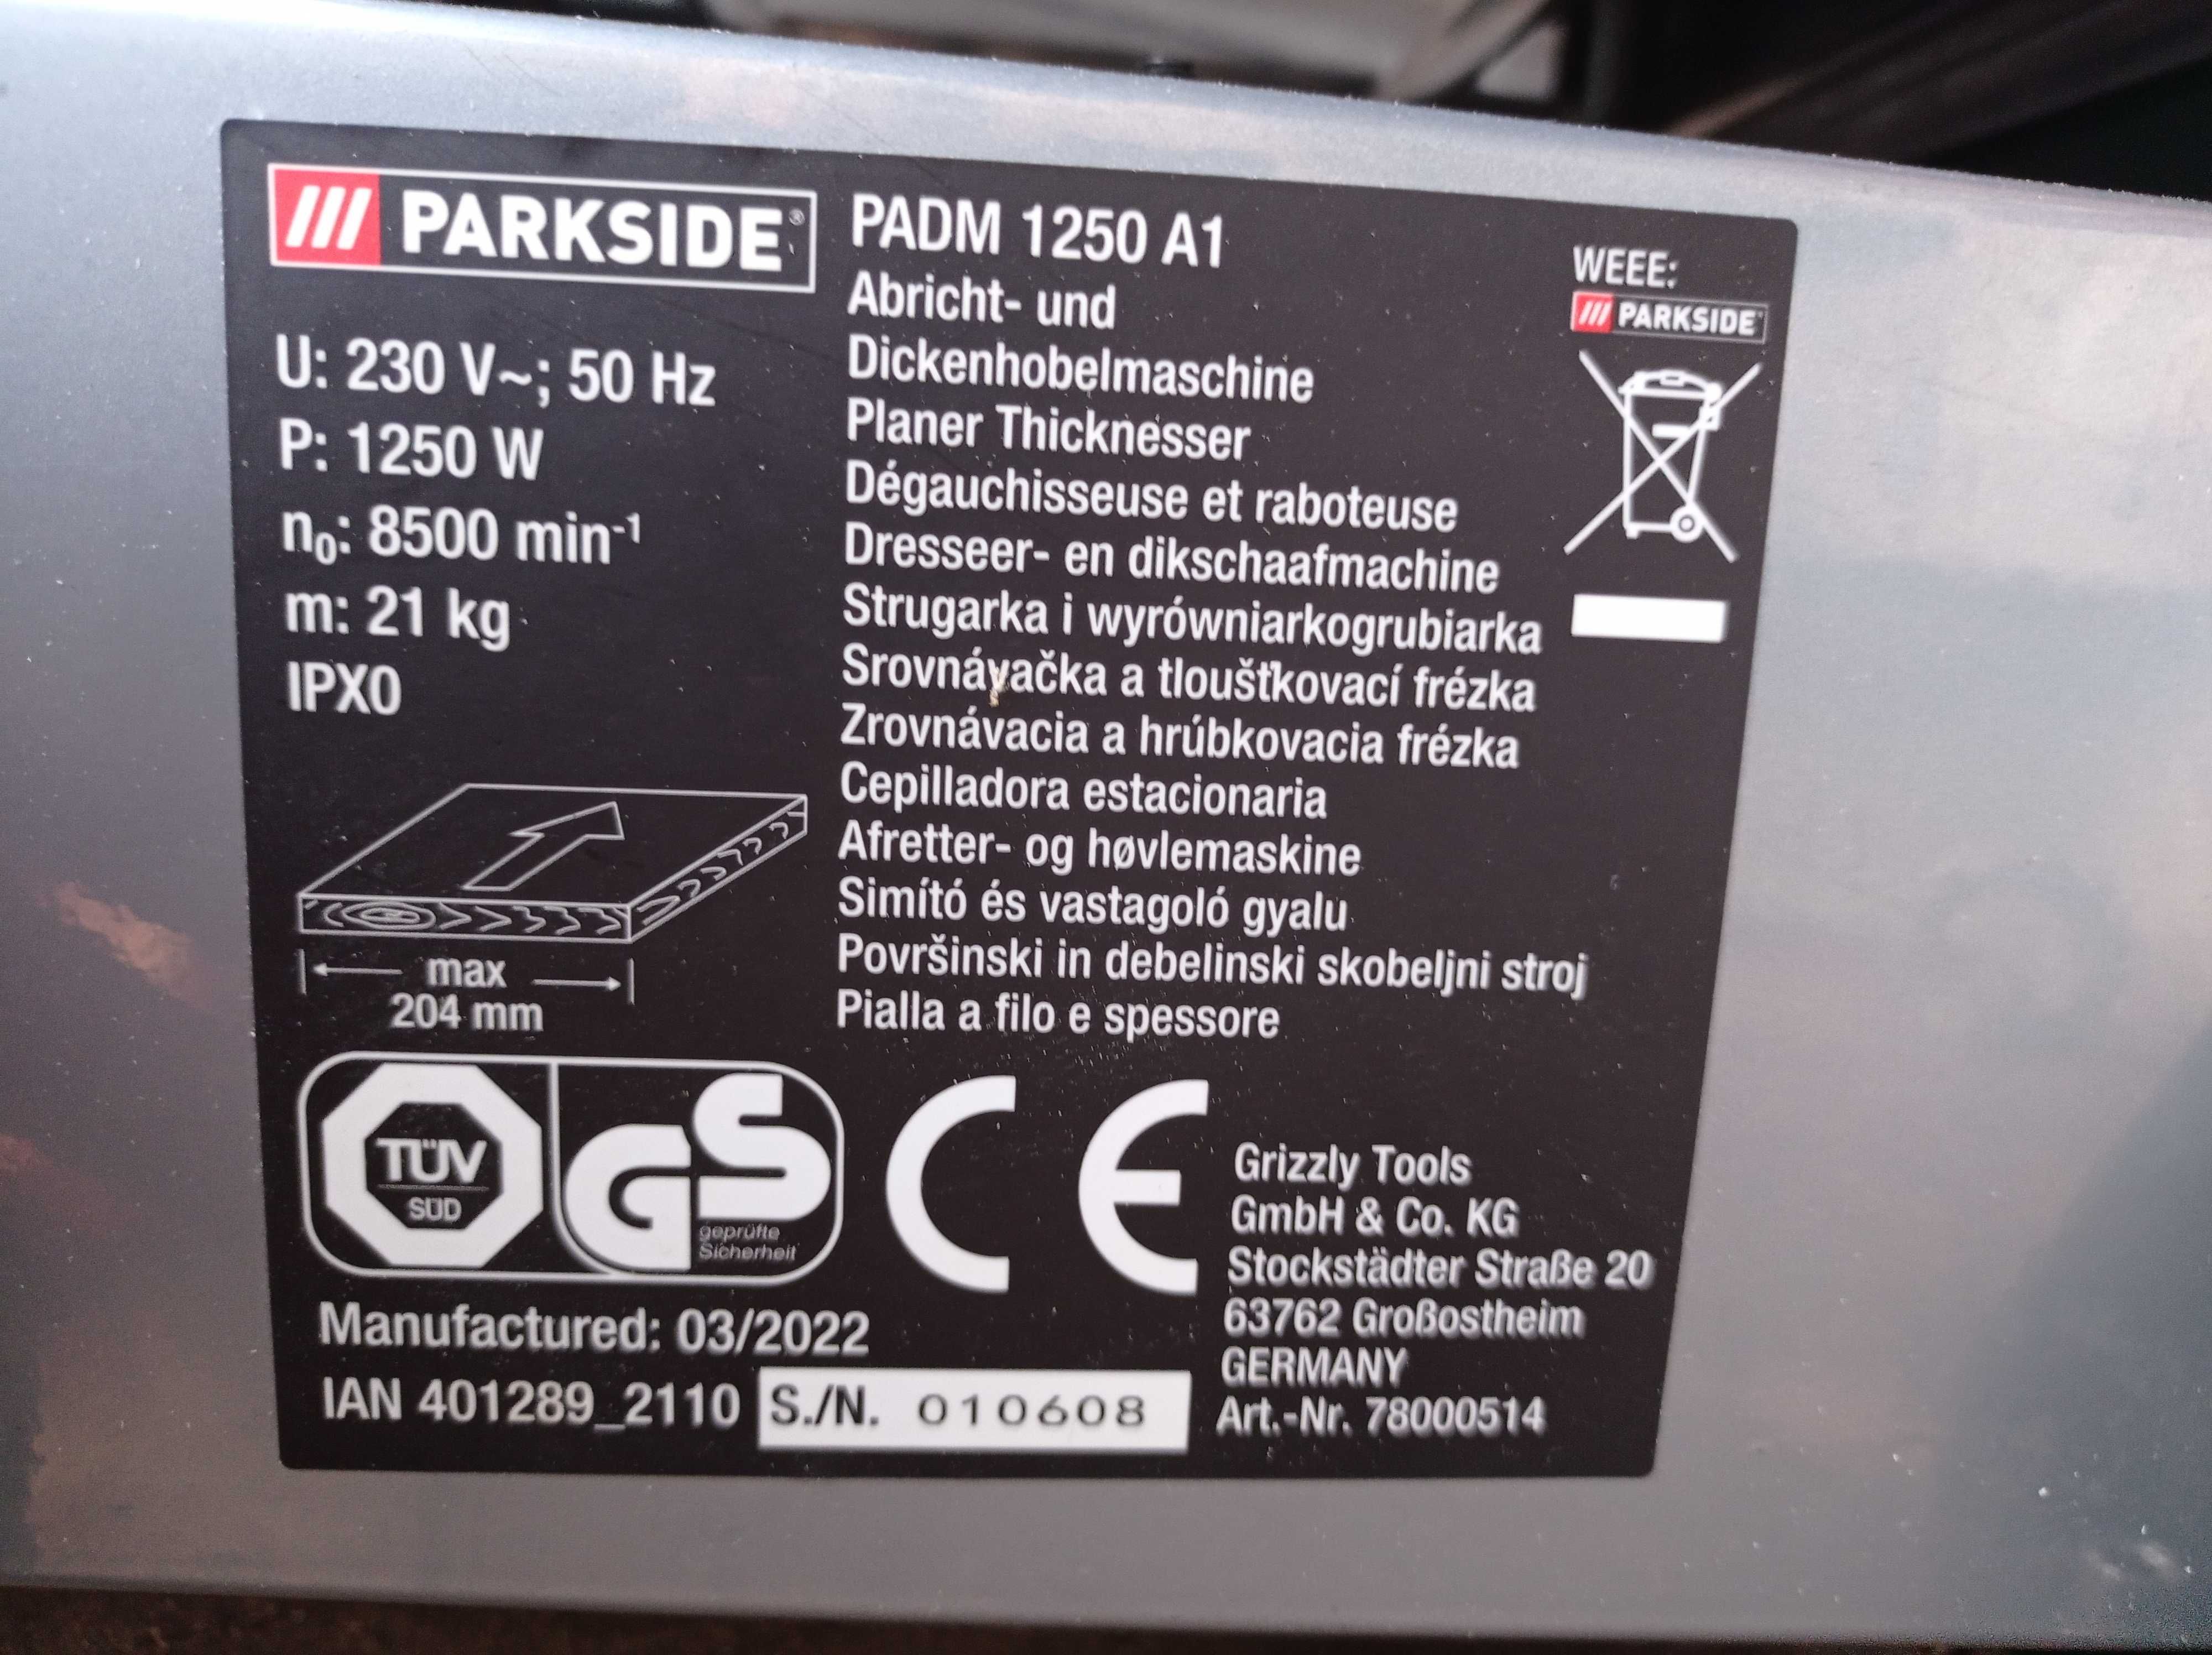 PARKSIDE®
U: 230 V~; 50 Hz
P: 1250 W
n₀: 8500 min⁻¹
m: 21 kg
IPX0
max
204 mm
PADM 1250 A1
Abricht- und
Dickenhobelmaschine
Planer Thicknesser
Dégauchisseuse et raboteuse
Dresseer- en dikschaafmachine
Strugarka i wyrówniarkogrubiarka
Srovnávačka a tloušťkovací frézka
Zrovnávacia a hrúbkovacia frézka
Cepilladora estacionaria
Afretter- og høvlemaskine
Simító és vastagoló gyalu
Površinski in debelinski skobeljni stroj
Pialla a filo e spessore
WEEE:
PARKSIDE
TÜV
SÜD
GS
geprüfte
Sicherheit
CE
Grizzly Tools
GmbH & Co. KG
Stockstädter Straße 20
63762 Großostheim
GERMANY
Art.-Nr. 78000514
Manufactured: 03/2022
IAN 401289_2110 S./N. 010608